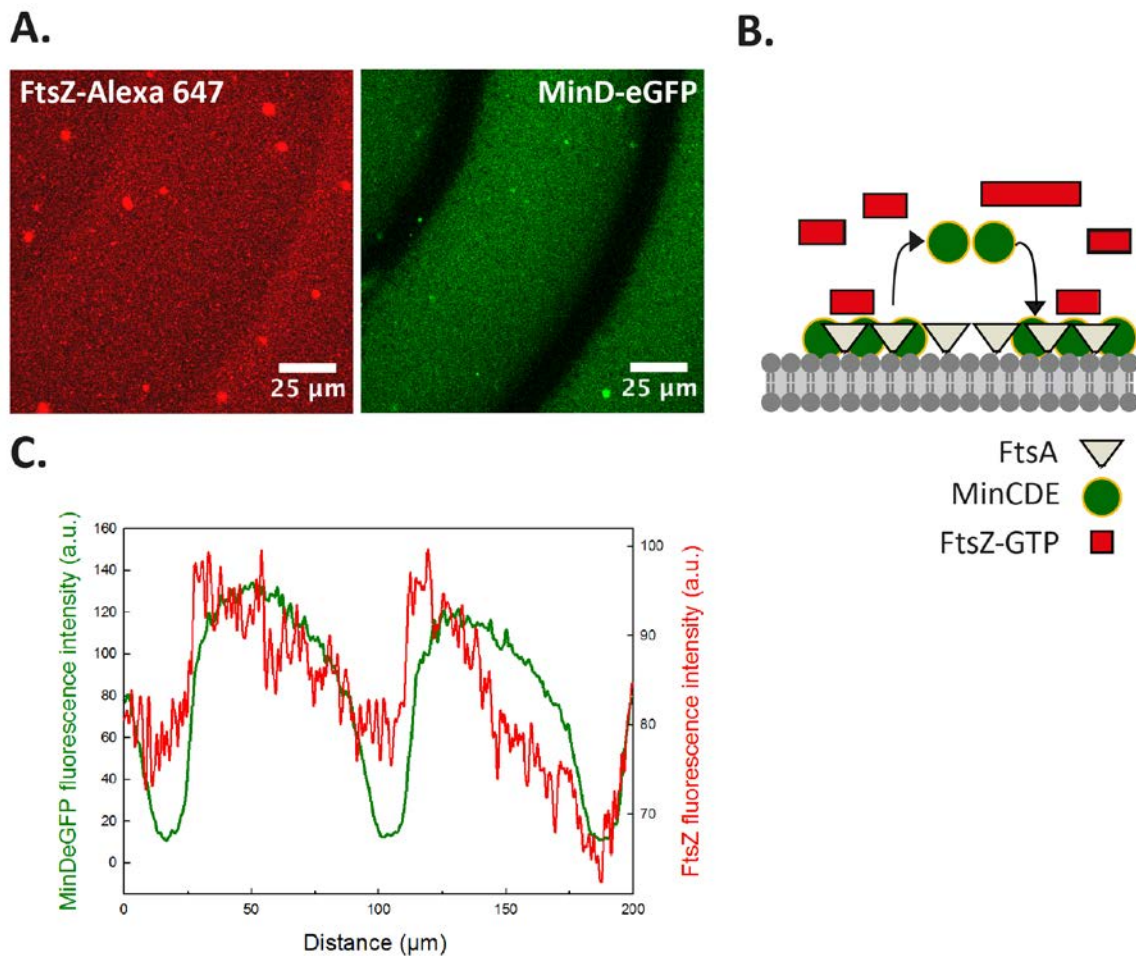 A.
B.
FtsZ-Alexa 647
MinD-eGFP
25 µm
25 µm
FtsA
MinCDE
FtsZ-GTP
C.
MinDeGFP fluorescence intensity (a.u.)
160
140
120
100
80
60
40
20
0
100
90
80
70
FtsZ fluorescence intensity (a.u.)
0
50
100
150
200
Distance (µm)